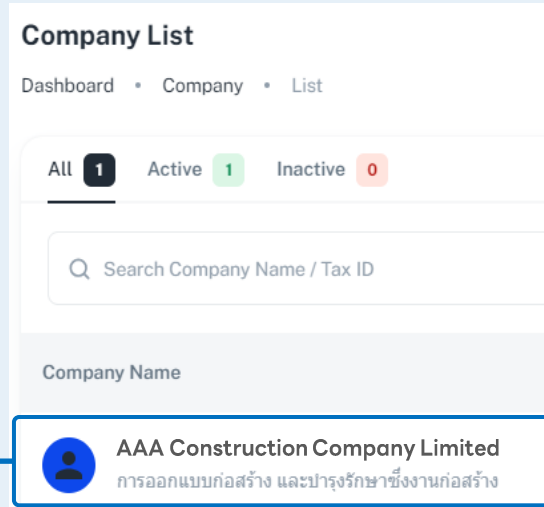 Company List
Dashboard • Company • List
All 1 Active 1 Inactive 0
Search Company Name / Tax ID
Company Name
AAA Construction Company Limited
การออกแบบก่อสร้าง และบำรุงรักษาซึ่งงานก่อสร้าง